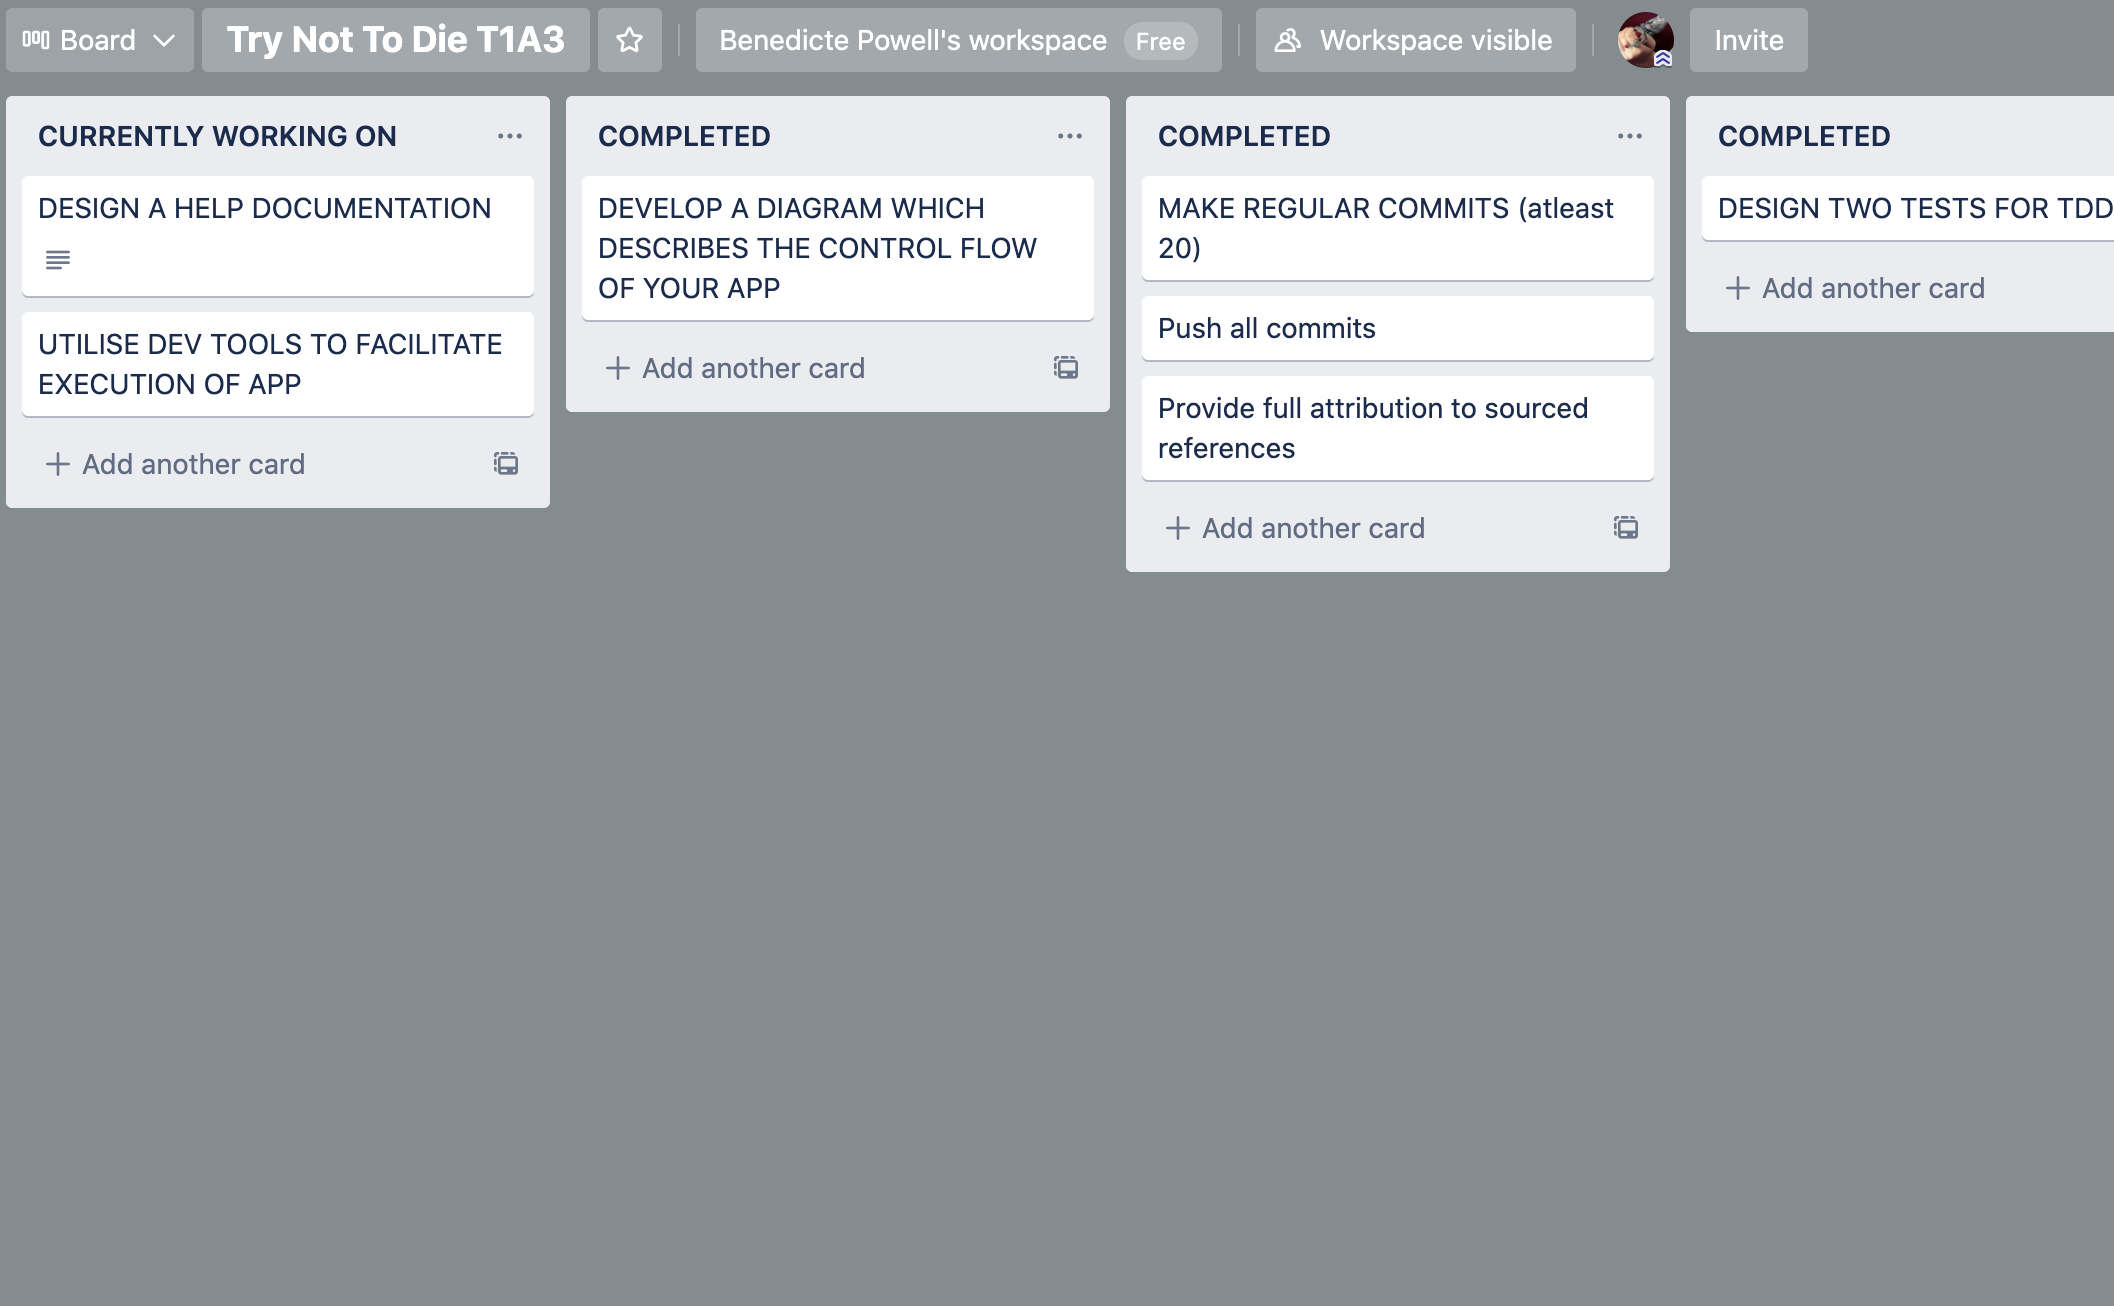 Board
Try Not To Die T1A3
Benedicte Powell's workspace
Free
Workspace visible
Invite
CURRENTLY WORKING ON
DESIGN A HELP DOCUMENTATION
UTILISE DEV TOOLS TO FACILITATE
EXECUTION OF APP
+ Add another card
COMPLETED
DEVELOP A DIAGRAM WHICH
DESCRIBES THE CONTROL FLOW
OF YOUR APP
+ Add another card
COMPLETED
MAKE REGULAR COMMITS (atleast
20)
Push all commits
Provide full attribution to sourced
references
+ Add another card
COMPLETED
DESIGN TWO TESTS FOR TDD
+ Add another card